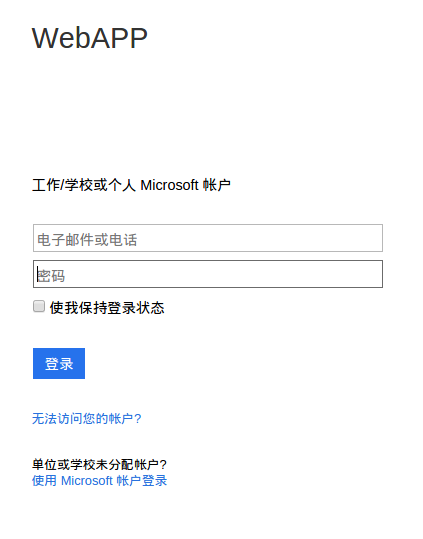 WebAPP
工作/学校或个人 Microsoft 帐户
电子邮件或电话
密码
使我保持登录状态
登录
无法访问您的帐户?
单位或学校未分配帐户?
使用 Microsoft 帐户登录